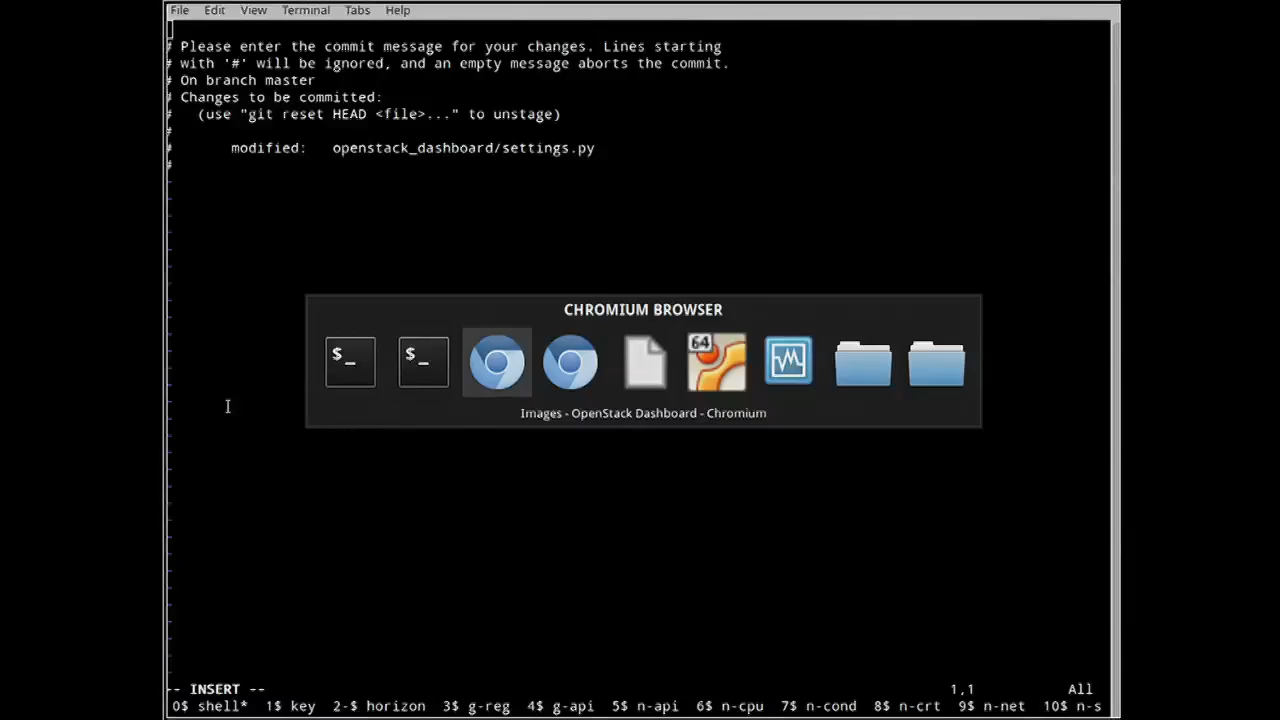 File Edit View Terminal Tabs Help
# Please enter the commit message for your changes. Lines starting
# with '#' will be ignored, and an empty message aborts the commit.
# On branch master
# Changes to be committed:
#   (use "git reset HEAD <file>..." to unstage)
#
#       modified:   openstack_dashboard/settings.py
#
CHROMIUM BROWSER
$_ $_ 64
Images - OpenStack Dashboard - Chromium
-- INSERT -- 1,1 All
0$ shell* 1$ key 2-$ horizon 3$ g-reg 4$ g-api 5$ n-api 6$ n-cpu 7$ n-cond 8$ n-crt 9$ n-net 10$ n-s